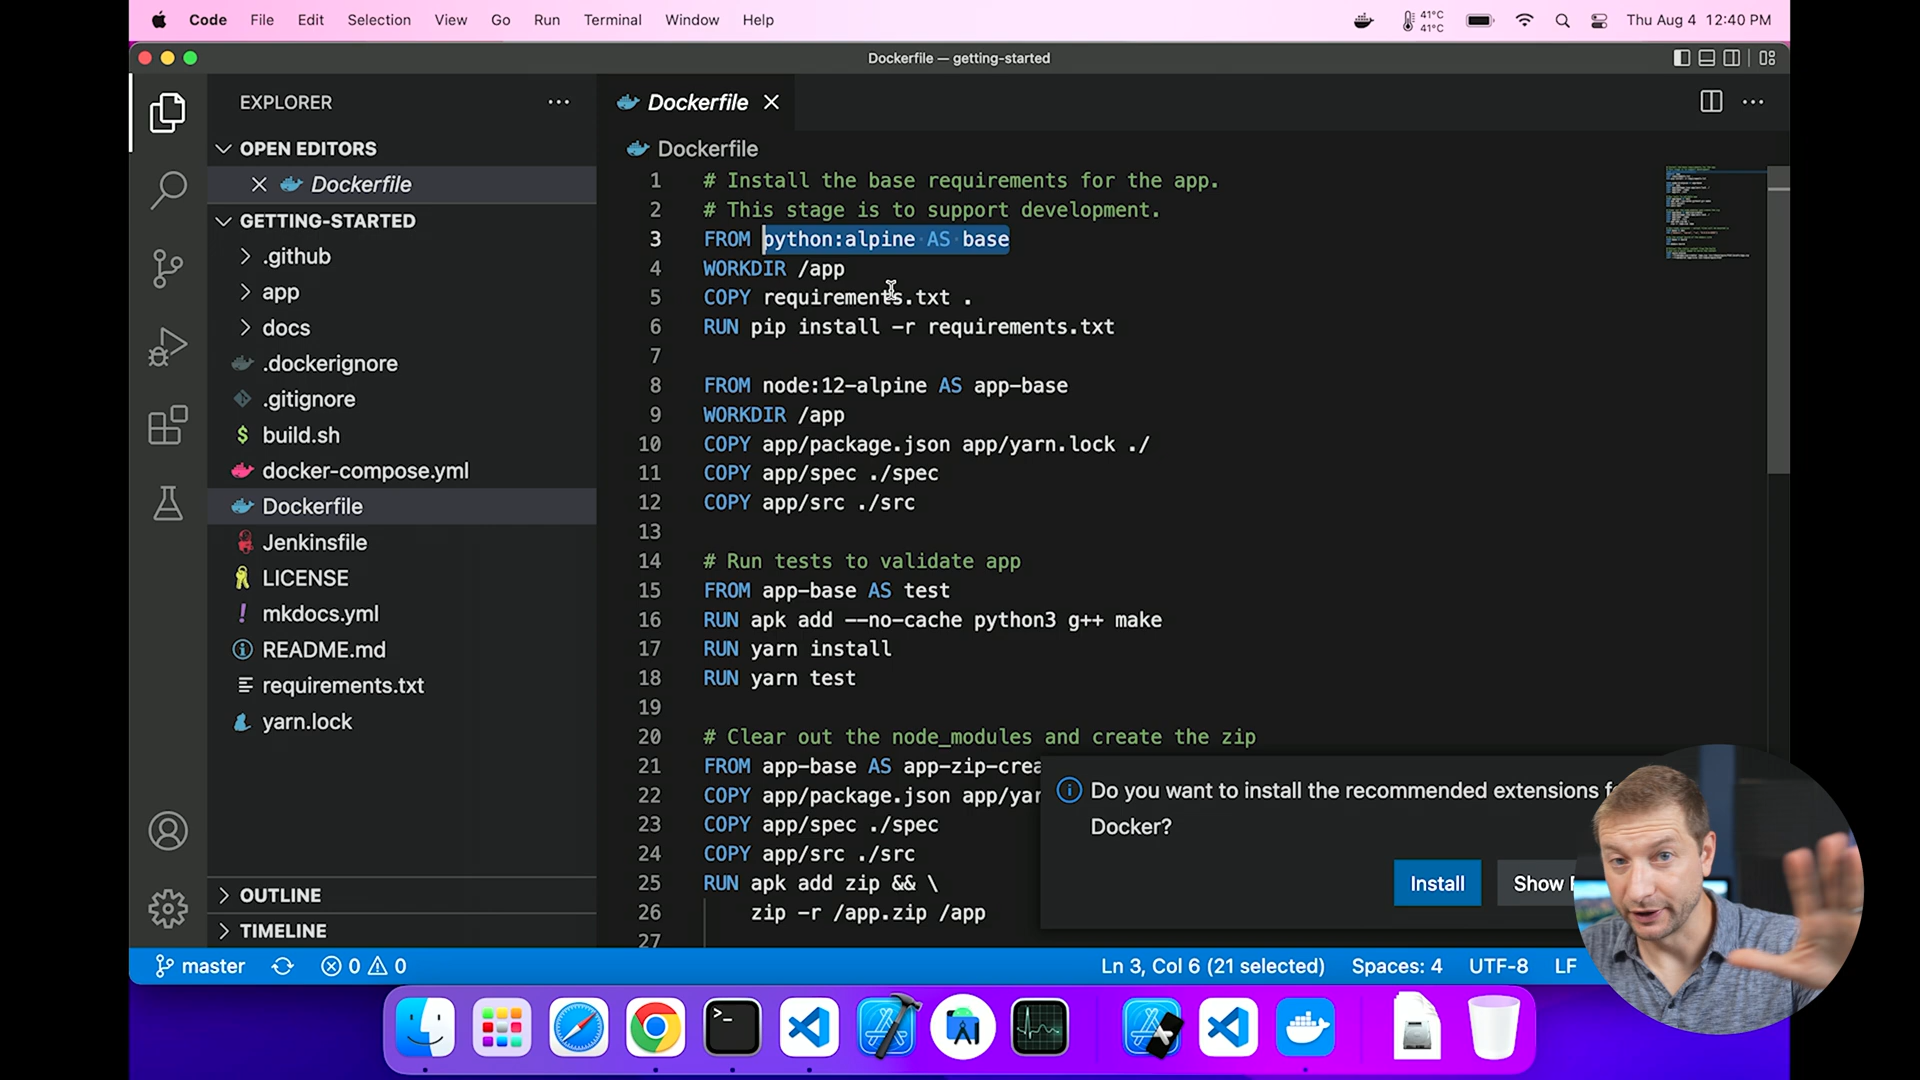 Code File Edit Selection View Go Run Terminal Window Help
41°C
41°C
Thu Aug 4 12:40 PM
Dockerfile — getting-started
EXPLORER
OPEN EDITORS
Dockerfile
GETTING-STARTED
.github
app
docs
.dockerignore
.gitignore
$ build.sh
docker-compose.yml
Dockerfile
Jenkinsfile
LICENSE
! mkdocs.yml
README.md
requirements.txt
yarn.lock
OUTLINE
TIMELINE
Dockerfile
Dockerfile
1 # Install the base requirements for the app.
2 # This stage is to support development.
3 FROM python:alpine AS base
4 WORKDIR /app
5 COPY requirements.txt .
6 RUN pip install -r requirements.txt
7
8 FROM node:12-alpine AS app-base
9 WORKDIR /app
10 COPY app/package.json app/yarn.lock ./
11 COPY app/spec ./spec
12 COPY app/src ./src
13
14 # Run tests to validate app
15 FROM app-base AS test
16 RUN apk add --no-cache python3 g++ make
17 RUN yarn install
18 RUN yarn test
19
20 # Clear out the node_modules and create the zip
21 FROM app-base AS app-zip-crea
22 COPY app/package.json app/yar
23 COPY app/spec ./spec
24 COPY app/src ./src
25 RUN apk add zip && \
26 zip -r /app.zip /app
27
Do you want to install the recommended extensions
Docker?
Install Show
master 0 0 Ln 3, Col 6 (21 selected) Spaces: 4 UTF-8 LF